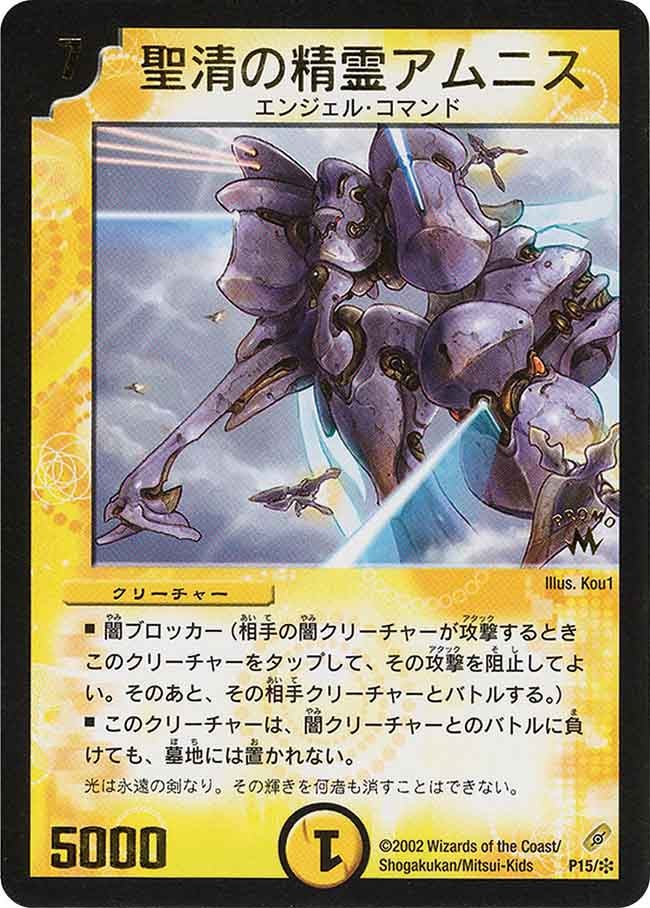 7
聖清の精霊アムニス
エンジェル・コマンド
PROMO
M
Illus. Kou1
クリーチャー
■ 闇ブロッカー（相手の闇クリーチャーが攻撃するとき
このクリーチャーをタップして、その攻撃を阻止してよ
い。そのあと、その相手クリーチャーとバトルする。）
■ このクリーチャーは、闇クリーチャーとのバトルに負
けても、墓地には置かれない。
光は永遠の剣なり。その輝きを何者も消すことはできない。
5000
1
©2002 Wizards of the Coast/
Shogakukan/Mitsui-Kids
P15/✽